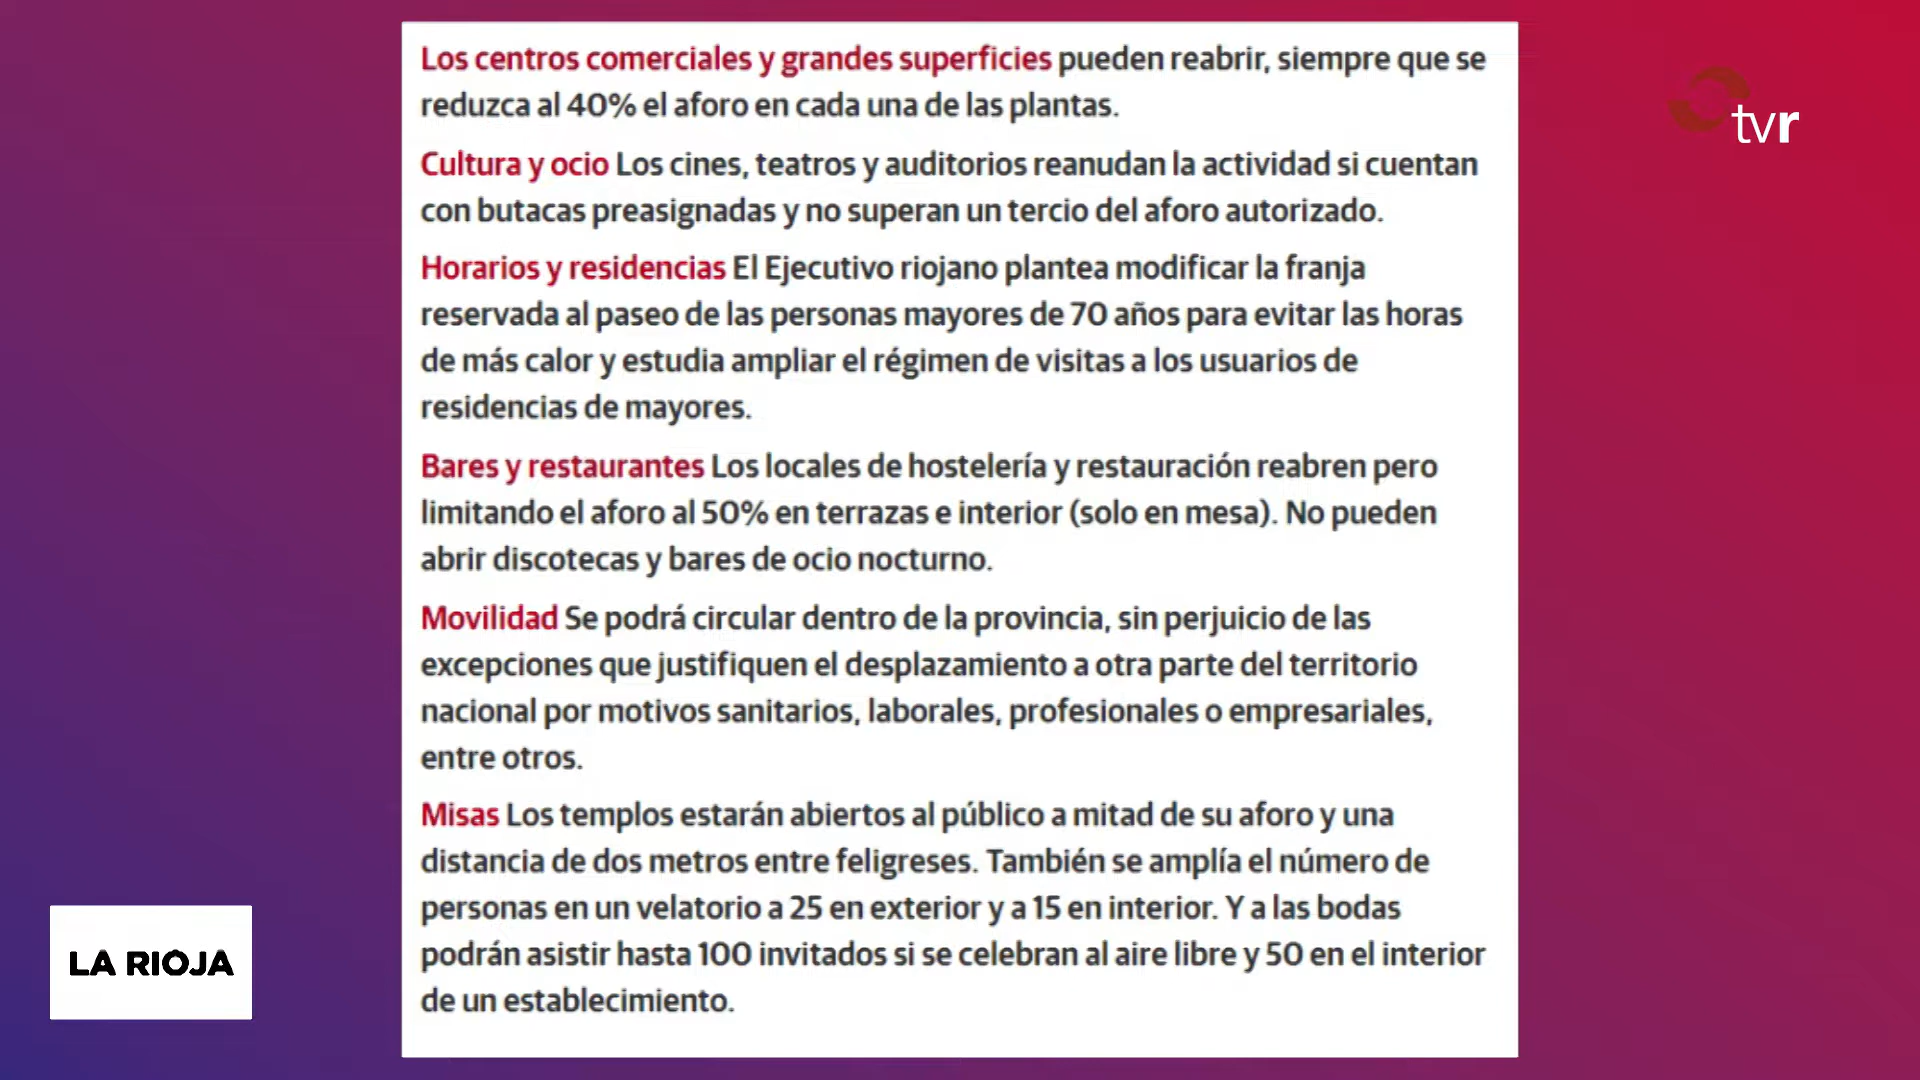 Los centros comerciales y grandes superficies pueden reabrir, siempre que se
reduzca al 40% el aforo en cada una de las plantas.
Cultura y ocio Los cines, teatros y auditorios reanudan la actividad si cuentan
con butacas preasignadas y no superan un tercio del aforo autorizado.
Horarios y residencias El Ejecutivo riojano plantea modificar la franja
reservada al paseo de las personas mayores de 70 años para evitar las horas
de más calor y estudia ampliar el régimen de visitas a los usuarios de
residencias de mayores.
Bares y restaurantes Los locales de hostelería y restauración reabren pero
limitando el aforo al 50% en terrazas e interior (solo en mesa). No pueden
abrir discotecas y bares de ocio nocturno.
Movilidad Se podrá circular dentro de la provincia, sin perjuicio de las
excepciones que justifiquen el desplazamiento a otra parte del territorio
nacional por motivos sanitarios, laborales, profesionales o empresariales,
entre otros.
Misas Los templos estarán abiertos al público a mitad de su aforo y una
distancia de dos metros entre feligreses. También se amplía el número de
personas en un velatorio a 25 en exterior y a 15 en interior. Y a las bodas
podrán asistir hasta 100 invitados si se celebran al aire libre y 50 en el interior
de un establecimiento.
tvr
LA RIOJA